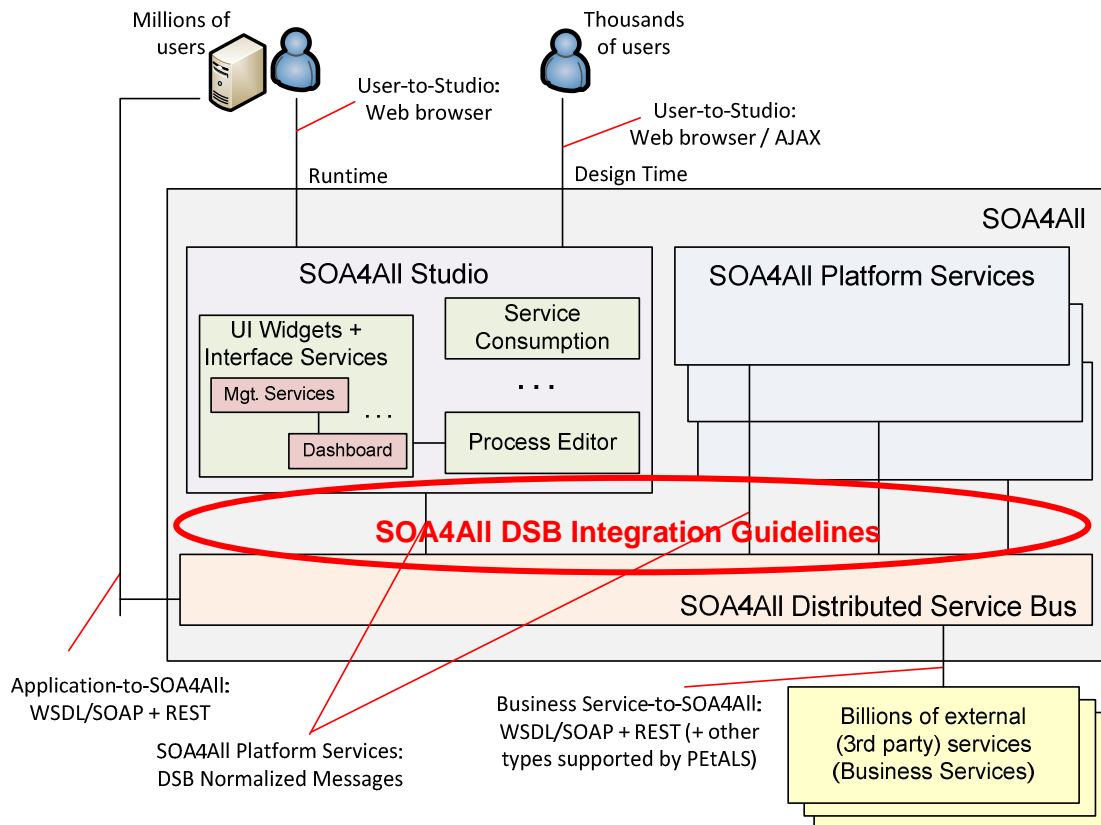 Millions of
users
Thousands
of users
User-to-Studio:
Web browser
User-to-Studio:
Web browser / AJAX
Runtime
Design Time
SOA4All
SOA4All Studio
SOA4All Platform Services
UI Widgets +
Interface Services
Service
Consumption
Mgt. Services
. . .
. . .
Dashboard
Process Editor
SOA4All DSB Integration Guidelines
SOA4All Distributed Service Bus
Application-to-SOA4All:
WSDL/SOAP + REST
SOA4All Platform Services:
DSB Normalized Messages
Business Service-to-SOA4All:
WSDL/SOAP + REST (+ other
types supported by PEtALS)
Billions of external
(3rd party) services
(Business Services)